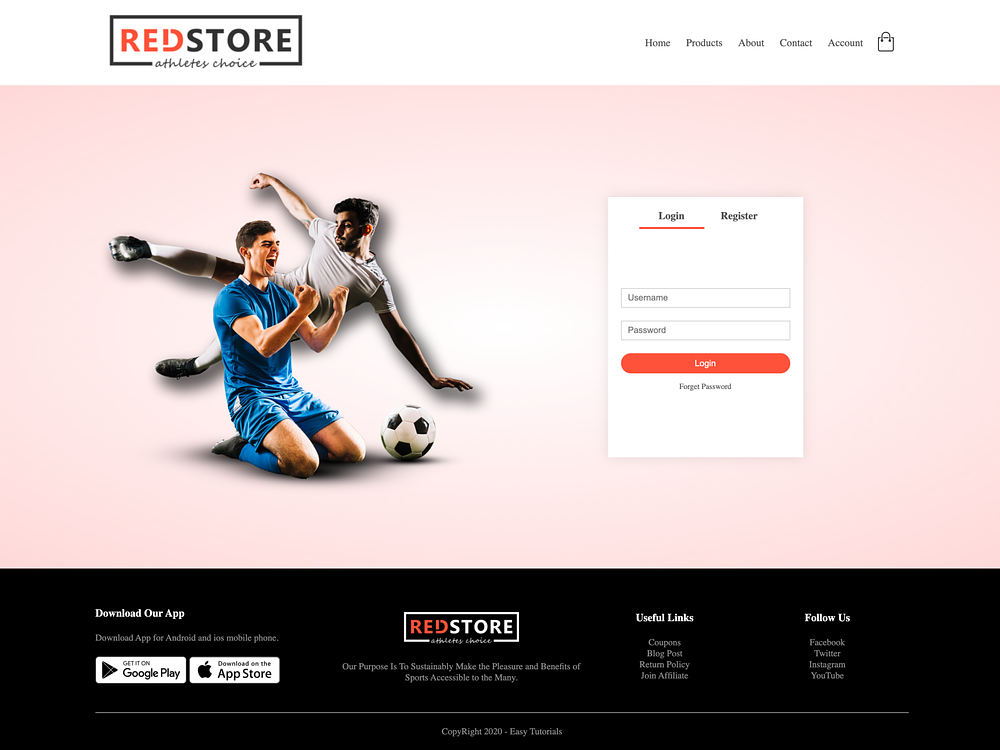 REDSTORE
athletes choice
Home Products About Contact Account
Login Register
Username
Password
Login
Forget Password
Download Our App
Download App for Android and ios mobile phone.
GET IT ON
Google Play
Download on the
App Store
REDSTORE
athletes choice
Our Purpose Is To Sustainably Make the Pleasure and Benefits of
Sports Accessible to the Many.
Useful Links
Coupons
Blog Post
Return Policy
Join Affiliate
Follow Us
Facebook
Twitter
Instagram
YouTube
CopyRight 2020 - Easy Tutorials